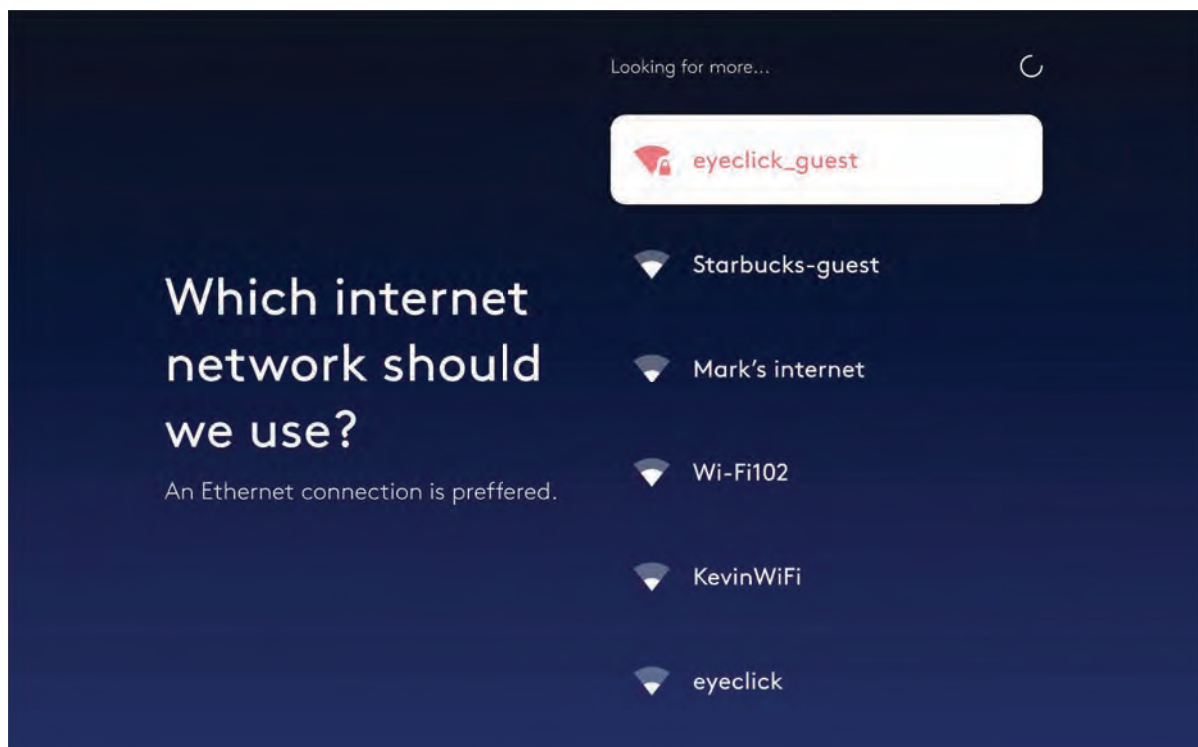 Looking for more...
eyeclick_guest
Starbucks-guest
Which internet
network should
we use?
An Ethernet connection is preffered.
Mark's internet
Wi-Fi102
KevinWiFi
eyeclick